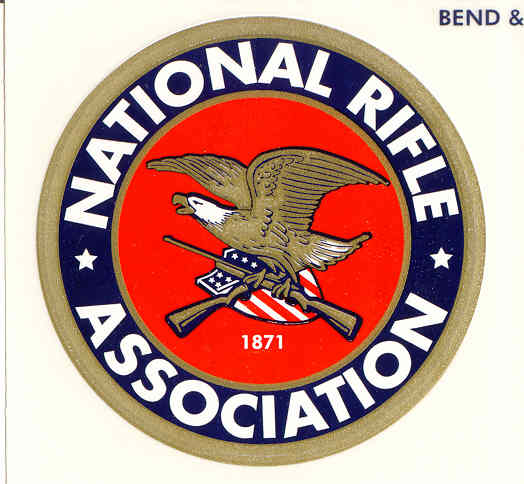 BEND &
NATIONAL RIFLE
ASSOCIATION
1871